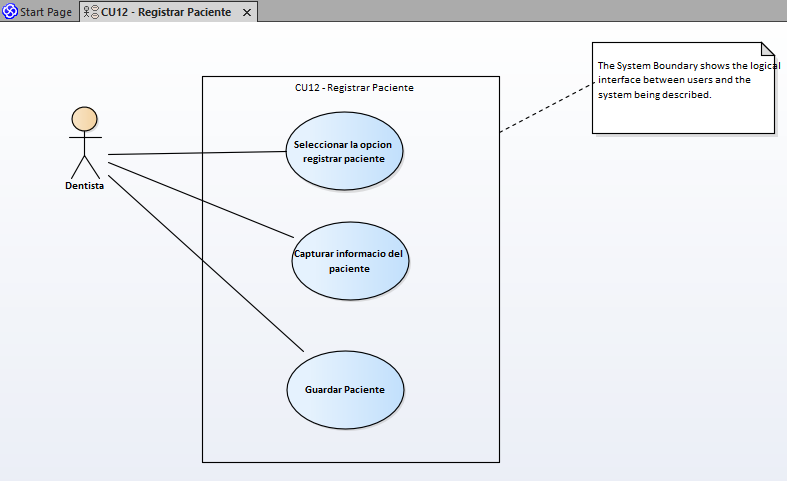 Start Page
CU12 - Registrar Paciente
CU12 - Registrar Paciente
The System Boundary shows the logical
interface between users and the
system being described.
Dentista
Seleccionar la opcion
registrar paciente
Capturar informacio del
paciente
Guardar Paciente